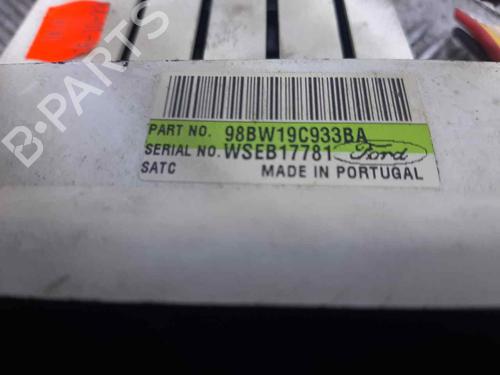 B-PARTS
PART NO. 98BW19C933BA
SERIAL NO. WSEB17781 Ford
SATC MADE IN PORTUGAL